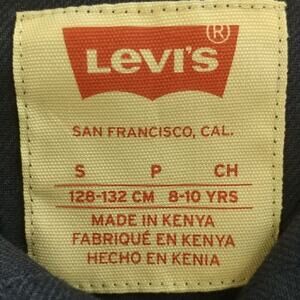 Levi's ®
SAN FRANCISCO, CAL.
S P CH
128-132 CM 8-10 YRS
MADE IN KENYA
FABRIQUÉ EN KENYA
HECHO EN KENIA